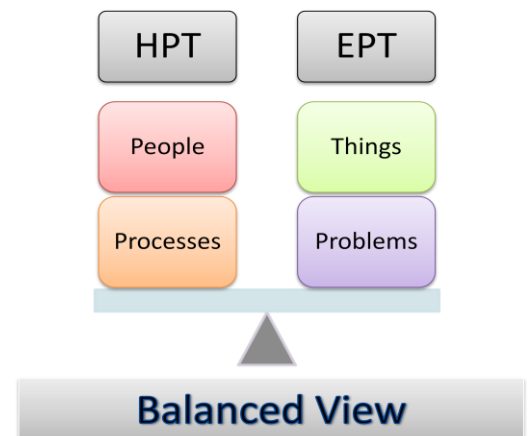 HPT
EPT
People
Things
Processes
Problems
Balanced View